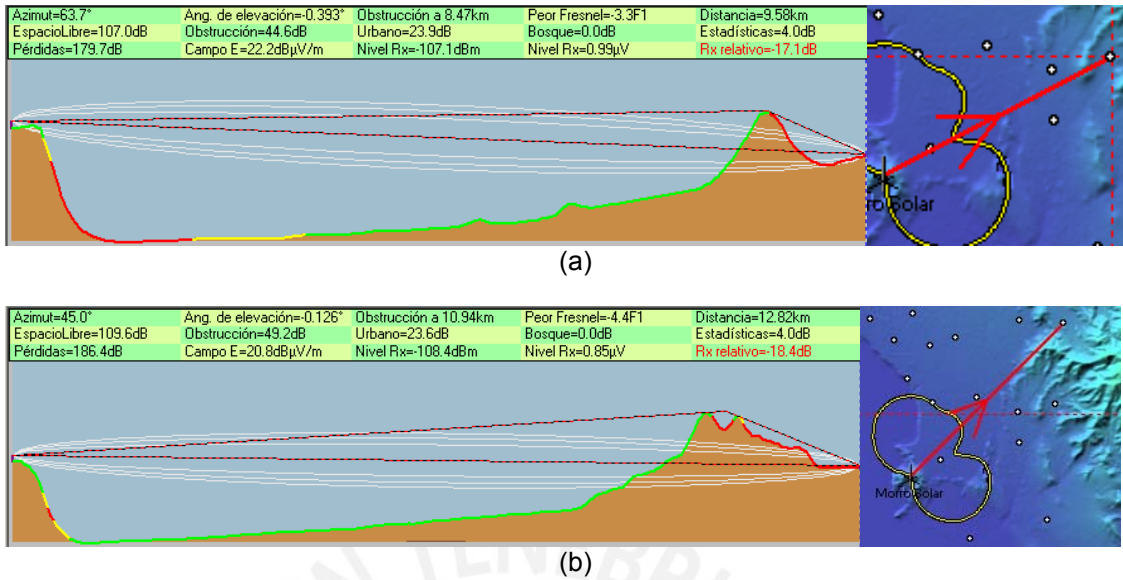 Azimut=63.7° Ang. de elevación=-0.393° Obstrucción a 8.47km Peor Fresnel=-3.3F1 Distancia=9.58km
EspacioLibre=107.0dB Obstrucción=44.6dB Urbano=23.9dB Bosque=0.0dB Estadísticas=4.0dB
Pérdidas=179.7dB Campo E=22.2dBµV/m Nivel Rx=-107.1dBm Nivel Rx=0.99µV Rx relativo=-17.1dB
rro Solar
(a)
Azimut=45.0° Ang. de elevación=-0.126° Obstrucción a 10.94km Peor Fresnel=-4.4F1 Distancia=12.82km
EspacioLibre=109.6dB Obstrucción=49.2dB Urbano=23.6dB Bosque=0.0dB Estadísticas=4.0dB
Pérdidas=186.4dB Campo E=20.8dBµV/m Nivel Rx=-108.4dBm Nivel Rx=0.85µV Rx relativo=-18.4dB
Morro Solar
(b)